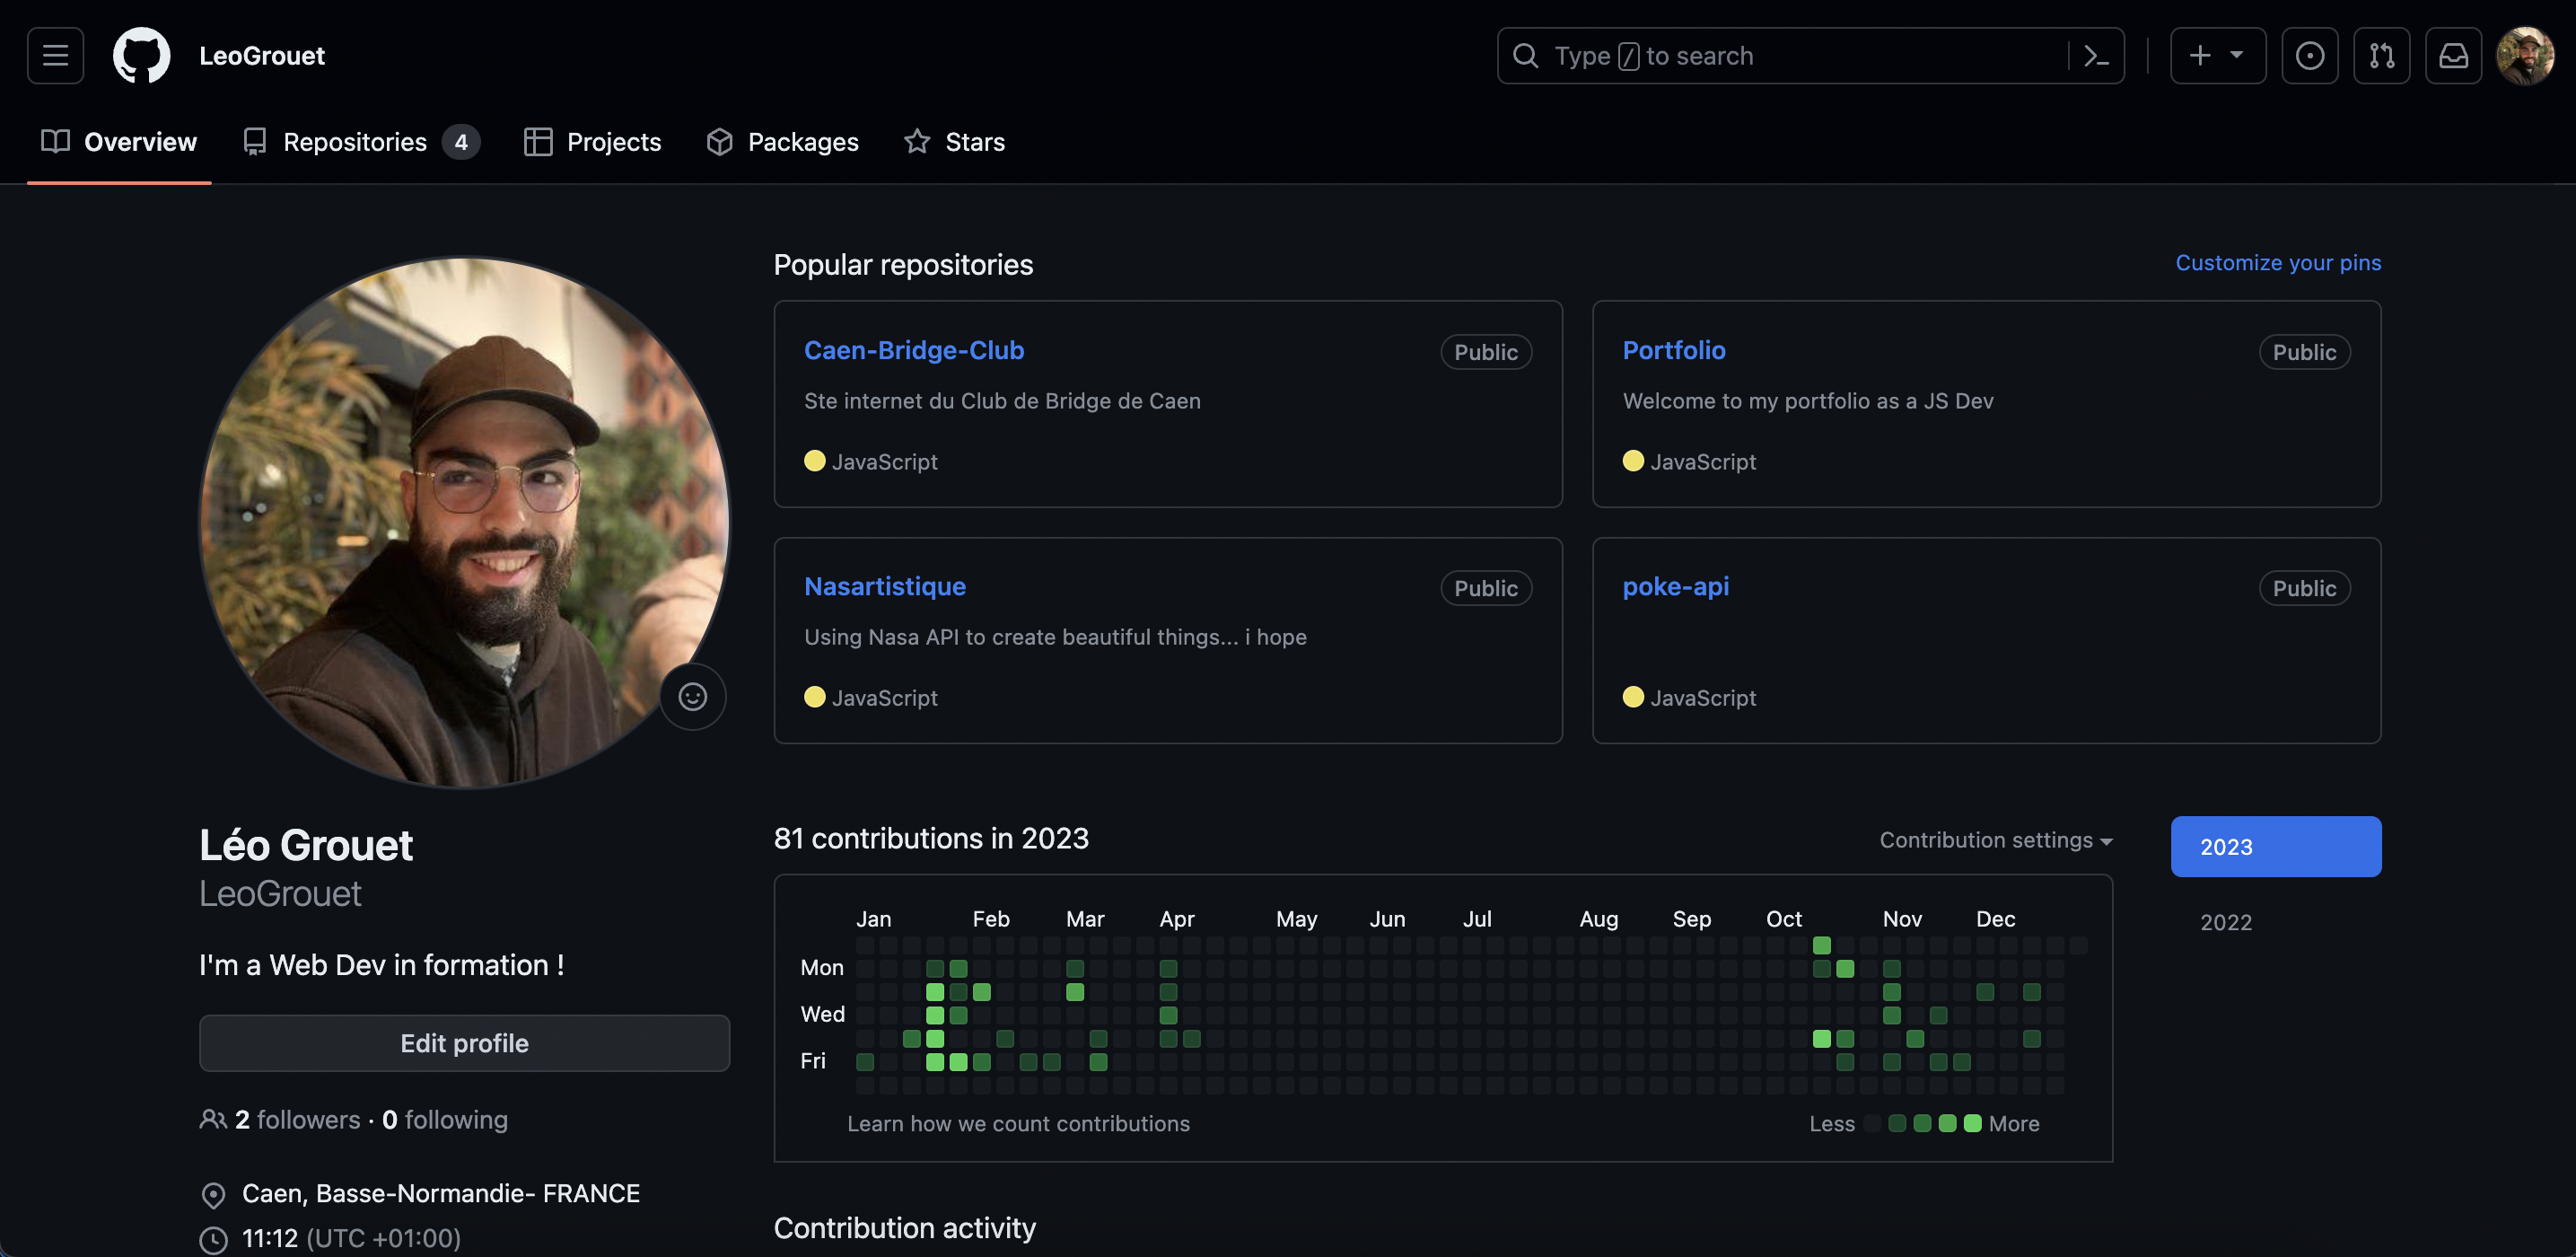 LeoGrouet
Type / to search
Overview Repositories 4 Projects Packages Stars
Popular repositories
Customize your pins
Caen-Bridge-Club Public
Ste internet du Club de Bridge de Caen
JavaScript
Portfolio Public
Welcome to my portfolio as a JS Dev
JavaScript
Nasartistique Public
Using Nasa API to create beautiful things... i hope
JavaScript
poke-api Public
JavaScript
Léo Grouet
LeoGrouet
I'm a Web Dev in formation !
Edit profile
2 followers · 0 following
Caen, Basse-Normandie- FRANCE
11:12 (UTC +01:00)
81 contributions in 2023
Contribution settings
2023
2022
Jan Feb Mar Apr May Jun Jul Aug Sep Oct Nov Dec
Mon
Wed
Fri
Learn how we count contributions
Less More
Contribution activity